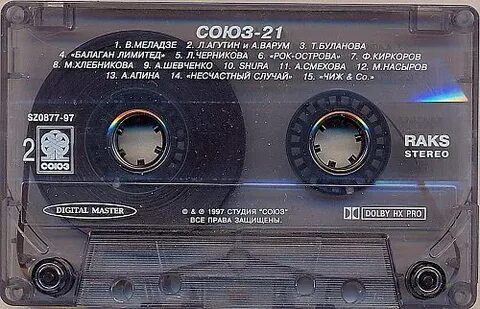 СОЮЗ-21
1. В.МЕЛАДЗЕ 2. Л.АГУТИН и А.ВАРУМ 3. Т.БУЛАНОВА
4. «БАЛАГАН ЛИМИТЕД» 5. Л.ЧЕРНИКОВА 6. «РОК-ОСТРОВА» 7. Ф.КИРКОРОВ
8. М.ХЛЕБНИКОВА 9. А.ШЕВЧЕНКО 10. SHURA 11. А.СМЕХОВА 12. М.НАСЫРОВ
13. А.АПИНА 14. «НЕСЧАСТНЫЙ СЛУЧАЙ» 15. «ЧИЖ & Co.»
SZ0877-97
2
СОЮЗ
RAKS
STEREO
DIGITAL MASTER
© & ℗ 1997 СТУДИЯ "СОЮЗ"
ВСЕ ПРАВА ЗАЩИЩЕНЫ.
DOLBY HX PRO